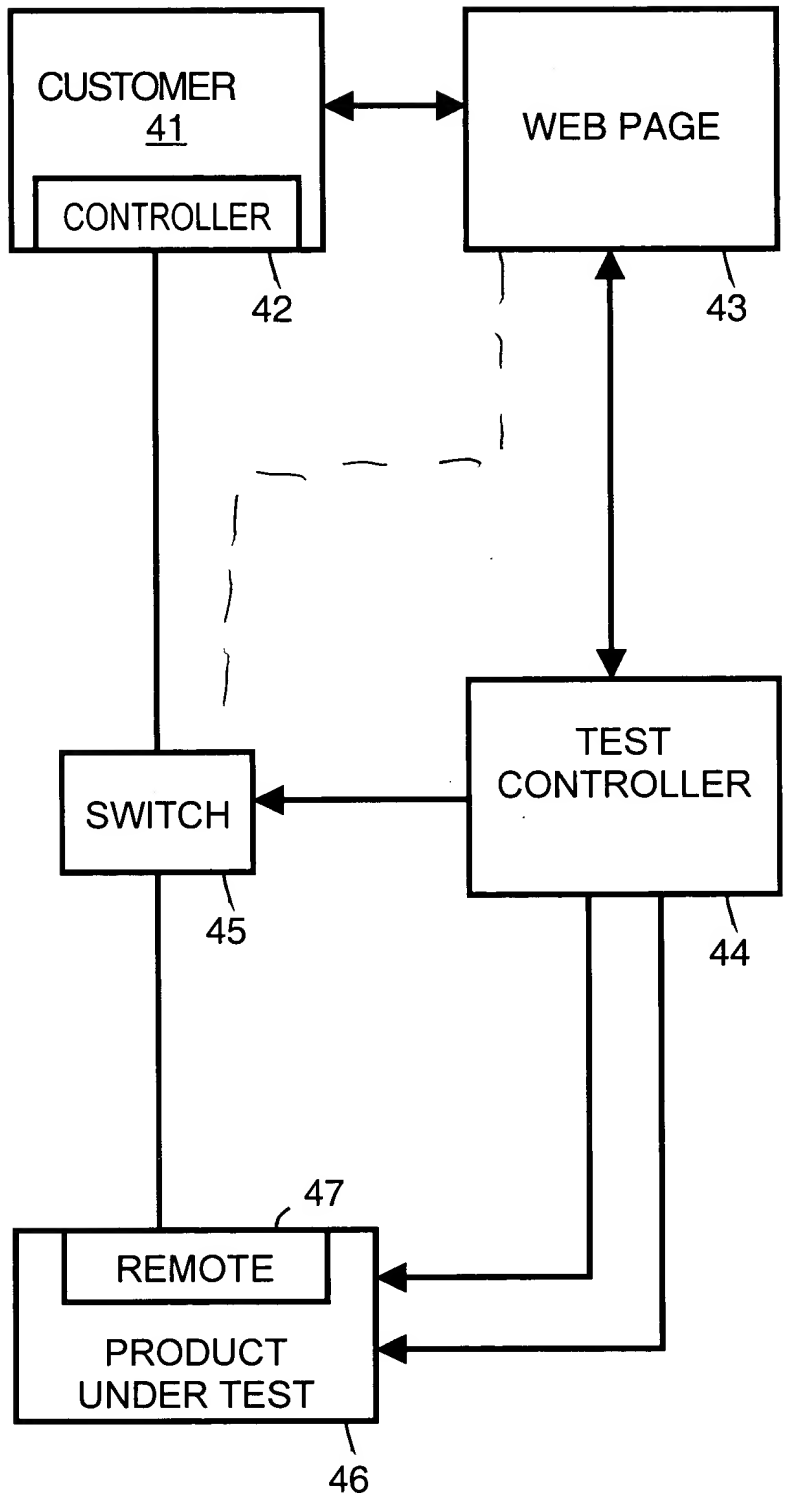 CUSTOMER
41
WEB PAGE
CONTROLLER
42
43
TEST
CONTROLLER
SWITCH
45
44
47
REMOTE
PRODUCT
UNDER TEST
46